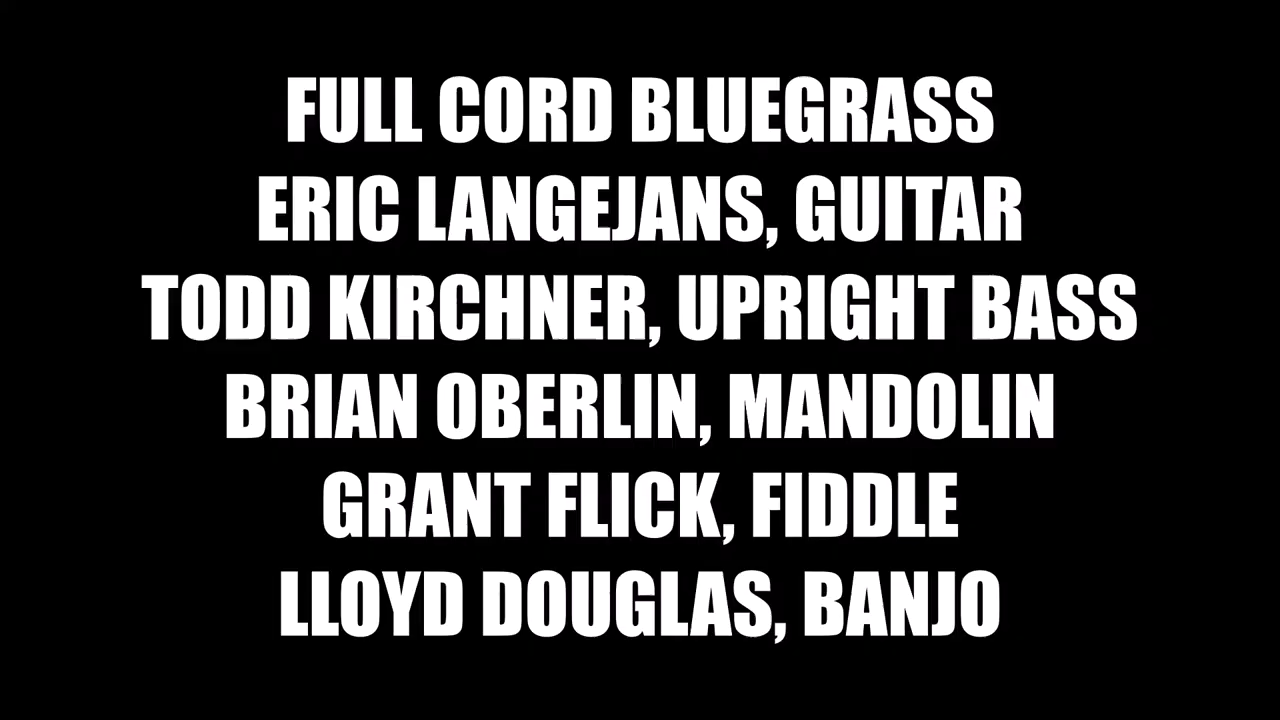 FULL CORD BLUEGRASS
ERIC LANGEJANS, GUITAR
TODD KIRCHNER, UPRIGHT BASS
BRIAN OBERLIN, MANDOLIN
GRANT FLICK, FIDDLE
LLOYD DOUGLAS, BANJO